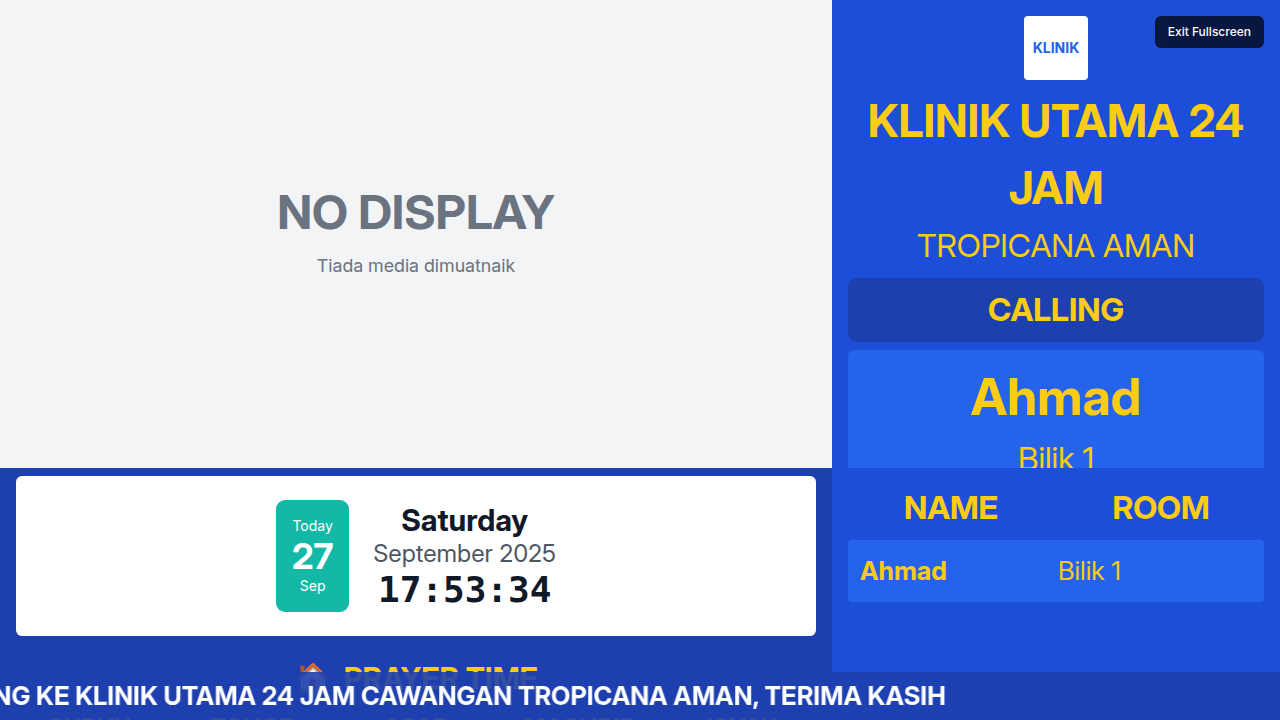 NO DISPLAY
Tiada media dimuatnaik
KLINIK
Exit Fullscreen
KLINIK UTAMA 24
JAM
TROPICANA AMAN
CALLING
Ahmad
Bilik 1
NAME ROOM
Ahmad Bilik 1
Today
27
Sep
Saturday
September 2025
17:53:34
PRAYER TIME
NG KE KLINIK UTAMA 24 JAM CAWANGAN TROPICANA AMAN, TERIMA KASIH